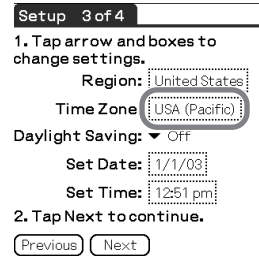 Setup 3 of 4
1. Tap arrow and boxes to
change settings.
Region: United States
Time Zone USA (Pacific)
Daylight Saving: Off
Set Date: 1/1/03
Set Time: 12:51 pm
2. Tap Next to continue.
Previous Next